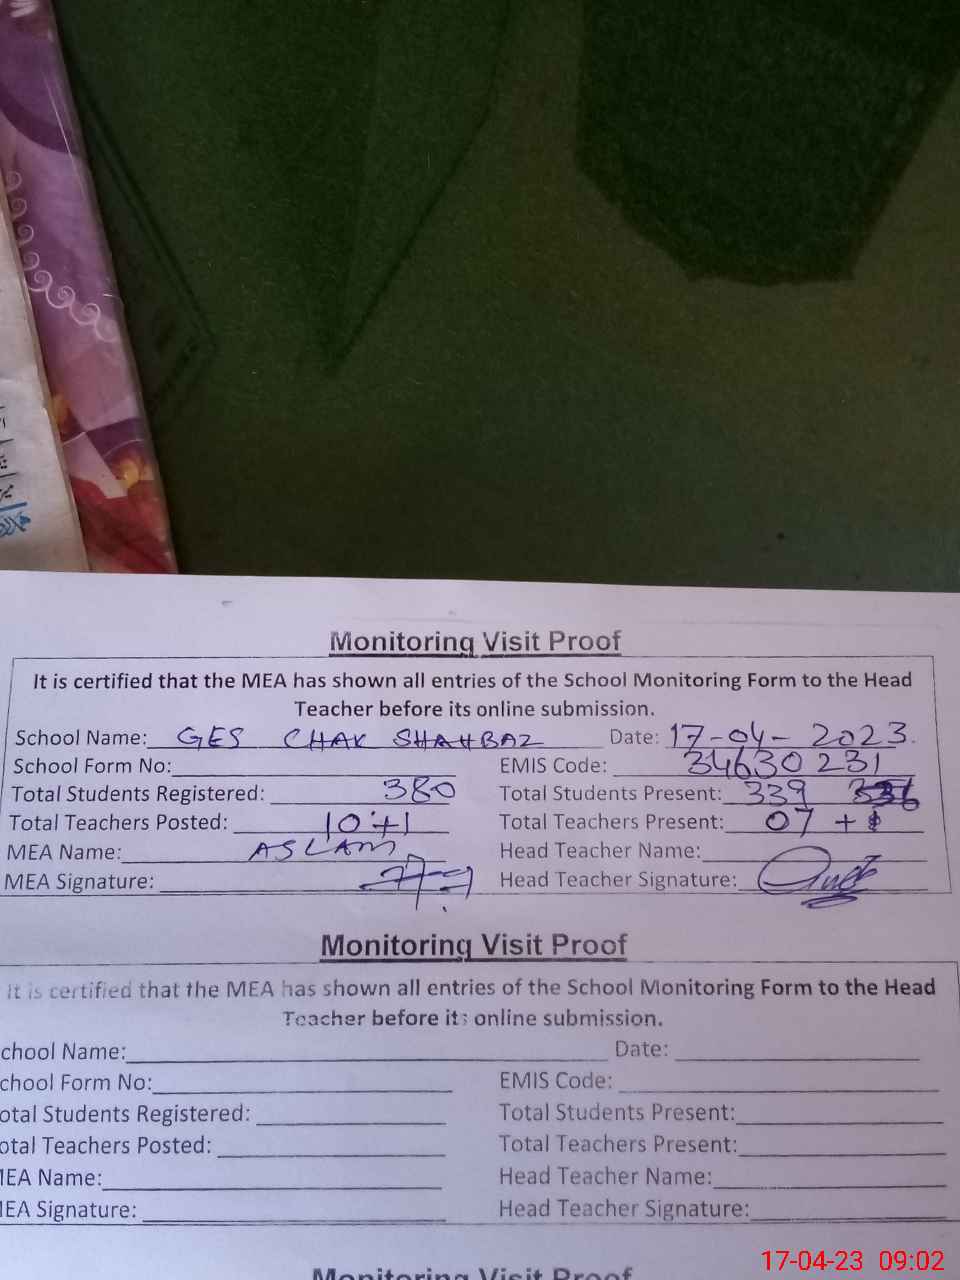 Monitoring Visit Proof
It is certified that the MEA has shown all entries of the School Monitoring Form to the Head
Teacher before its online submission.
School Name: GES CHAK SHAHBAZ Date: 17-04-2023.
School Form No: EMIS Code: 34630231
Total Students Registered: 380 Total Students Present: 339
Total Teachers Posted: 10+1 Total Teachers Present: 07 +
MEA Name: ASLAM Head Teacher Name:
MEA Signature: Head Teacher Signature:
Monitoring Visit Proof
It is certified that the MEA has shown all entries of the School Monitoring Form to the Head
Teacher before its online submission.
chool Name: Date:
chool Form No: EMIS Code:
otal Students Registered: Total Students Present:
otal Teachers Posted: Total Teachers Present:
MEA Name: Head Teacher Name:
MEA Signature: Head Teacher Signature:
Monitoring Visit Proof
17-04-23 09:02